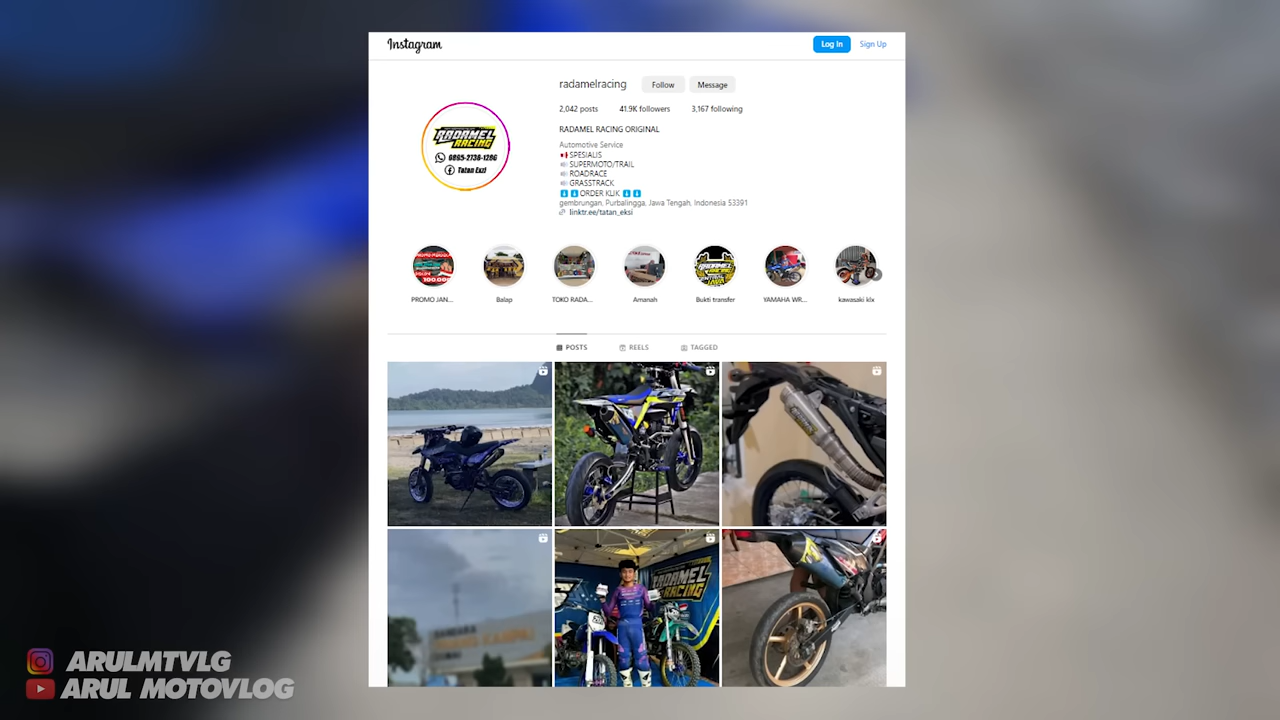 Instagram
Log In
Sign Up
radamelracing
Follow
Message
2,042 posts
41.9K followers
3,167 following
RADAMEL RACING ORIGINAL
Automotive Service
SPESIALIS
SUPERMOTO/TRAIL
ROADRACE
GRASSTRACK
ORDER KLIK
gembrungan, Purbalingga, Jawa Tengah, Indonesia 53391
linktr.ee/tatan_eksi
RADAMEL
RACING
0865-2736-1286
Tatan Exzi
PROMO JAN...
Balap
TOKO RADA...
Amanah
Bukti transfer
YAMAHA WR...
kawasaki klx
POSTS
REELS
TAGGED
RADAMEL
RACING
ARULMTVLG
ARUL MOTOVLOG